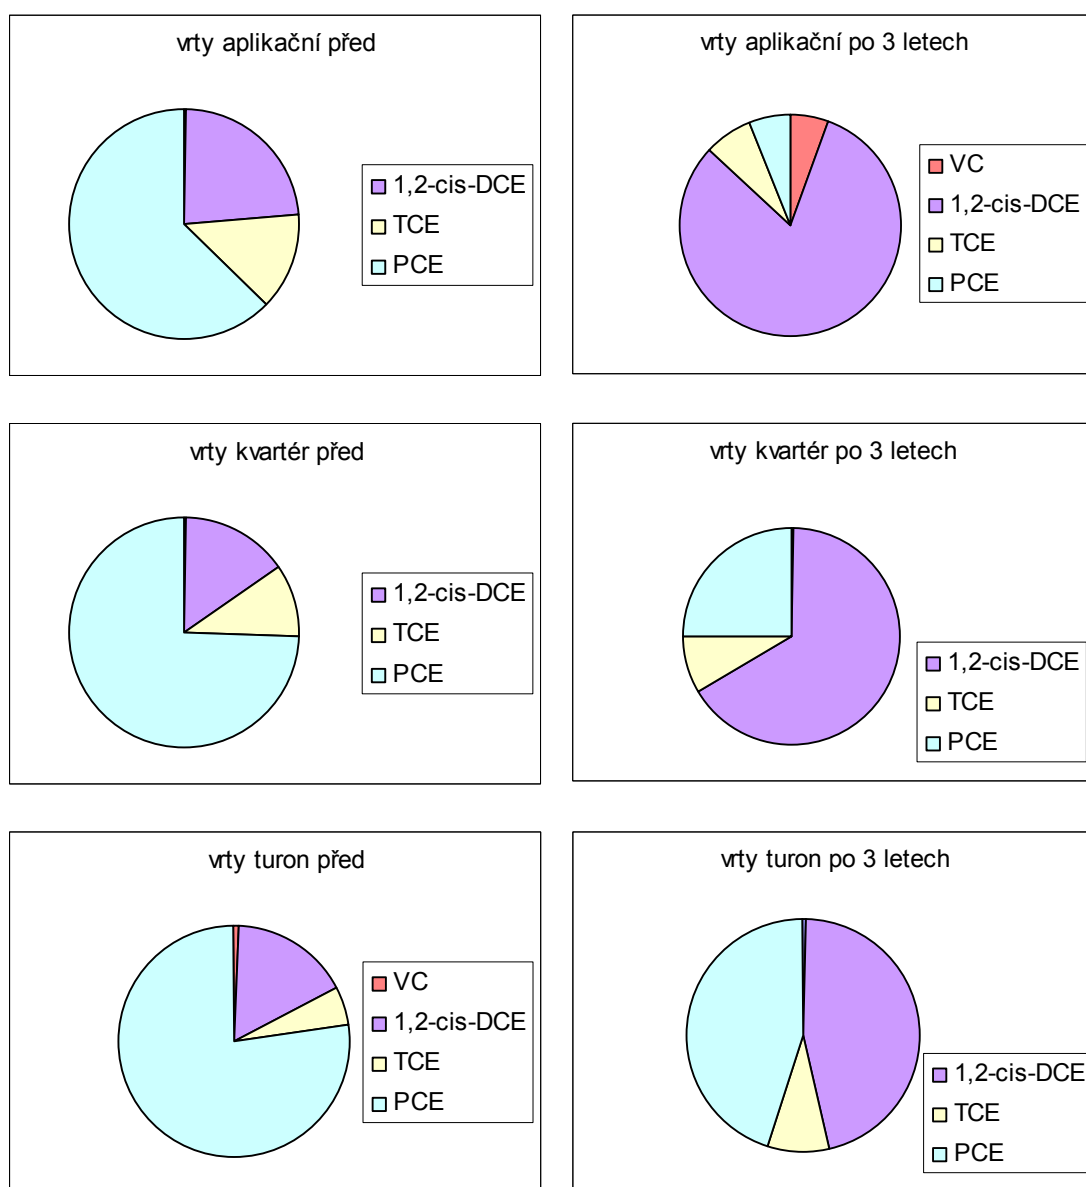 vrty aplikační před
1,2-cis-DCE
TCE
PCE
vrty aplikační po 3 letech
VC
1,2-cis-DCE
TCE
PCE
vrty kvartér před
1,2-cis-DCE
TCE
PCE
vrty kvartér po 3 letech
1,2-cis-DCE
TCE
PCE
vrty turon před
VC
1,2-cis-DCE
TCE
PCE
vrty turon po 3 letech
1,2-cis-DCE
TCE
PCE